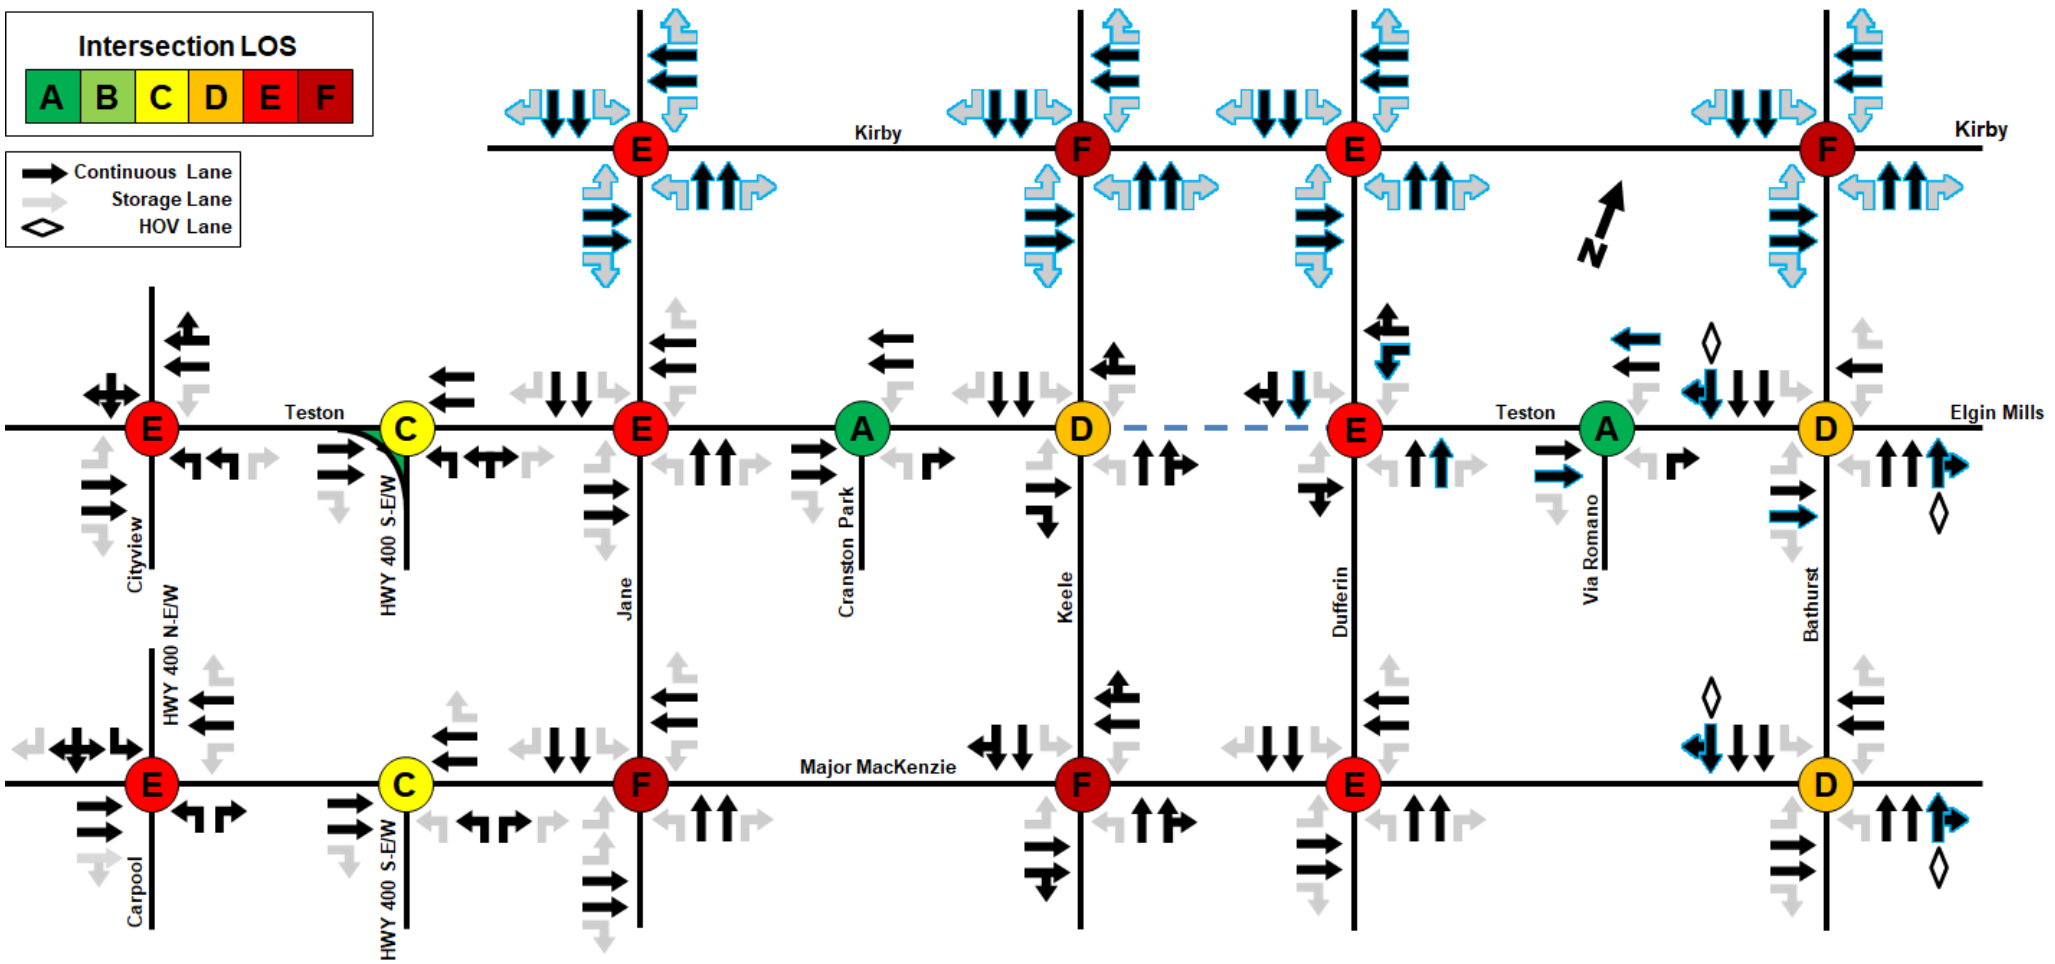 Intersection LOS
A B C D E F
Continuous Lane
Storage Lane
HOV Lane
Kirby
Kirby
E
F
E
F
N
Teston
Teston
Elgin Mills
E
C
E
A
D
E
A
D
Cityview
HWY 400 S-E/W
Jane
Cranston Park
Keele
Dufferin
Via Romano
Bathurst
HWY 400 N-E/W
Major MacKenzie
E
C
F
F
E
D
Carpool
HWY 400 S-E/W